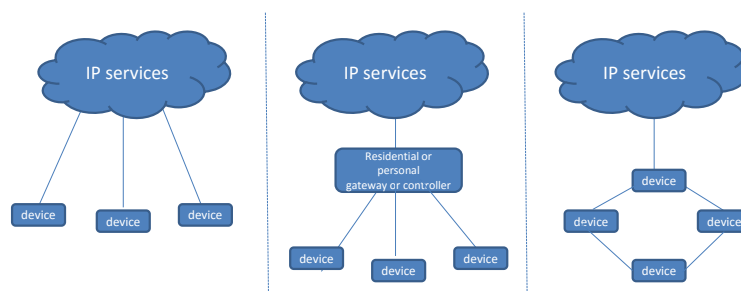 IP services
device
device
device
IP services
Residential or
personal
gateway or controller
device
device
device
IP services
device
device
device
device